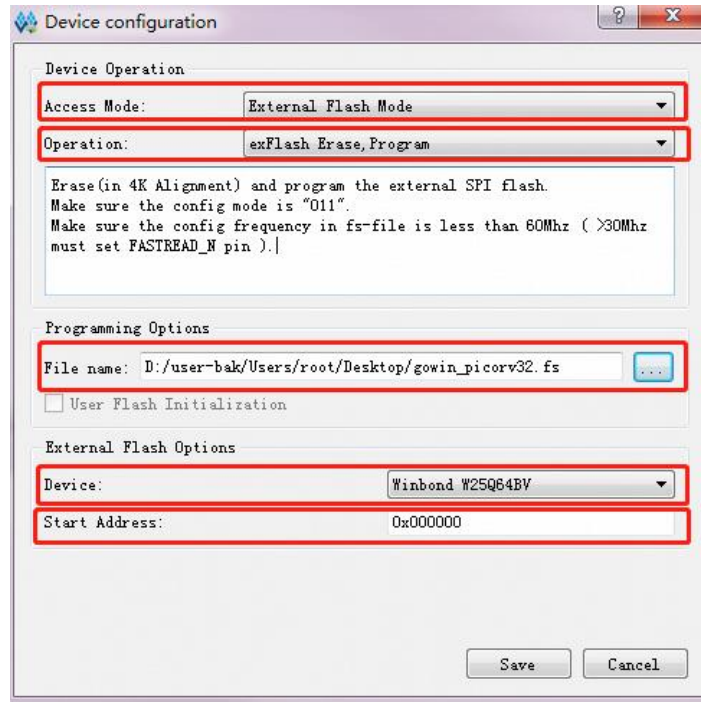 Device configuration
Device Operation
Access Mode: External Flash Mode
Operation: exFlash Erase,Program
Erase(in 4K Alignment) and program the external SPI flash.
Make sure the config mode is "011".
Make sure the config frequency in fs-file is less than 60Mhz ( >30Mhz
must set FASTREAD_N pin ).
Programming Options
File name: D:/user-bak/Users/root/Desktop/gowin_picorv32.fs ...
User Flash Initialization
External Flash Options
Device: Winbond W25Q64BV
Start Address: 0x000000
Save Cancel